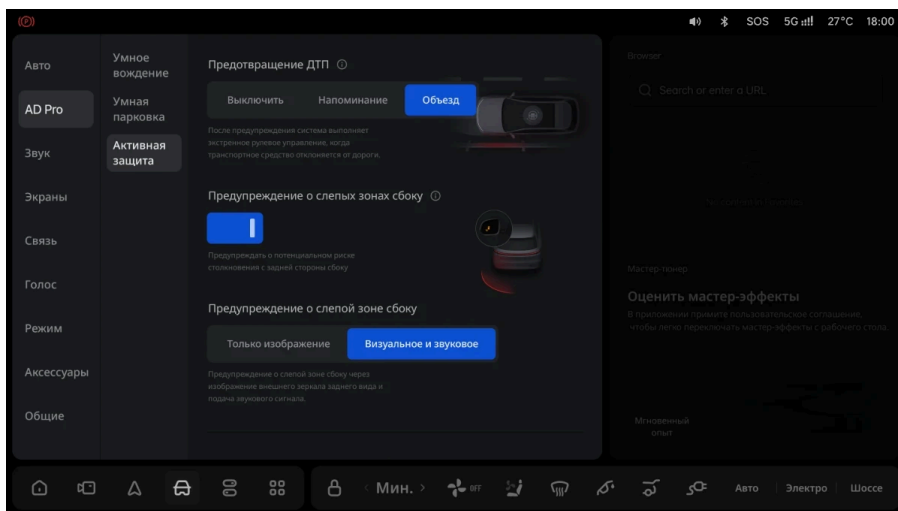 (P)
SOS 5G 27°C 18:00
Авто
AD Pro
Звук
Экраны
Связь
Голос
Режим
Аксессуары
Общие
Умное
вождение
Умная
парковка
Активная
защита
Предотвращение ДТП
Выключить Напоминание Объезд
После предупреждения система выполняет
экстренное рулевое управление, когда
транспортное средство отклоняется от дороги.
Предупреждение о слепых зонах сбоку
Предупреждать о потенциальном риске
столкновения с задней стороны сбоку
Предупреждение о слепой зоне сбоку
Только изображение Визуальное и звуковое
Предупреждение о слепой зоне сбоку через
изображение внешнего зеркала заднего вида и
подача звукового сигнала.
Browser
Search or enter a URL
Мастер-понер
Оценить мастер-эффекты
В приложении примите пользовательское соглашение,
чтобы легко переключать мастер-эффекты с рабочего стола
Мгновенный
опыт
Мин. OFF Авто Электро Шоссе